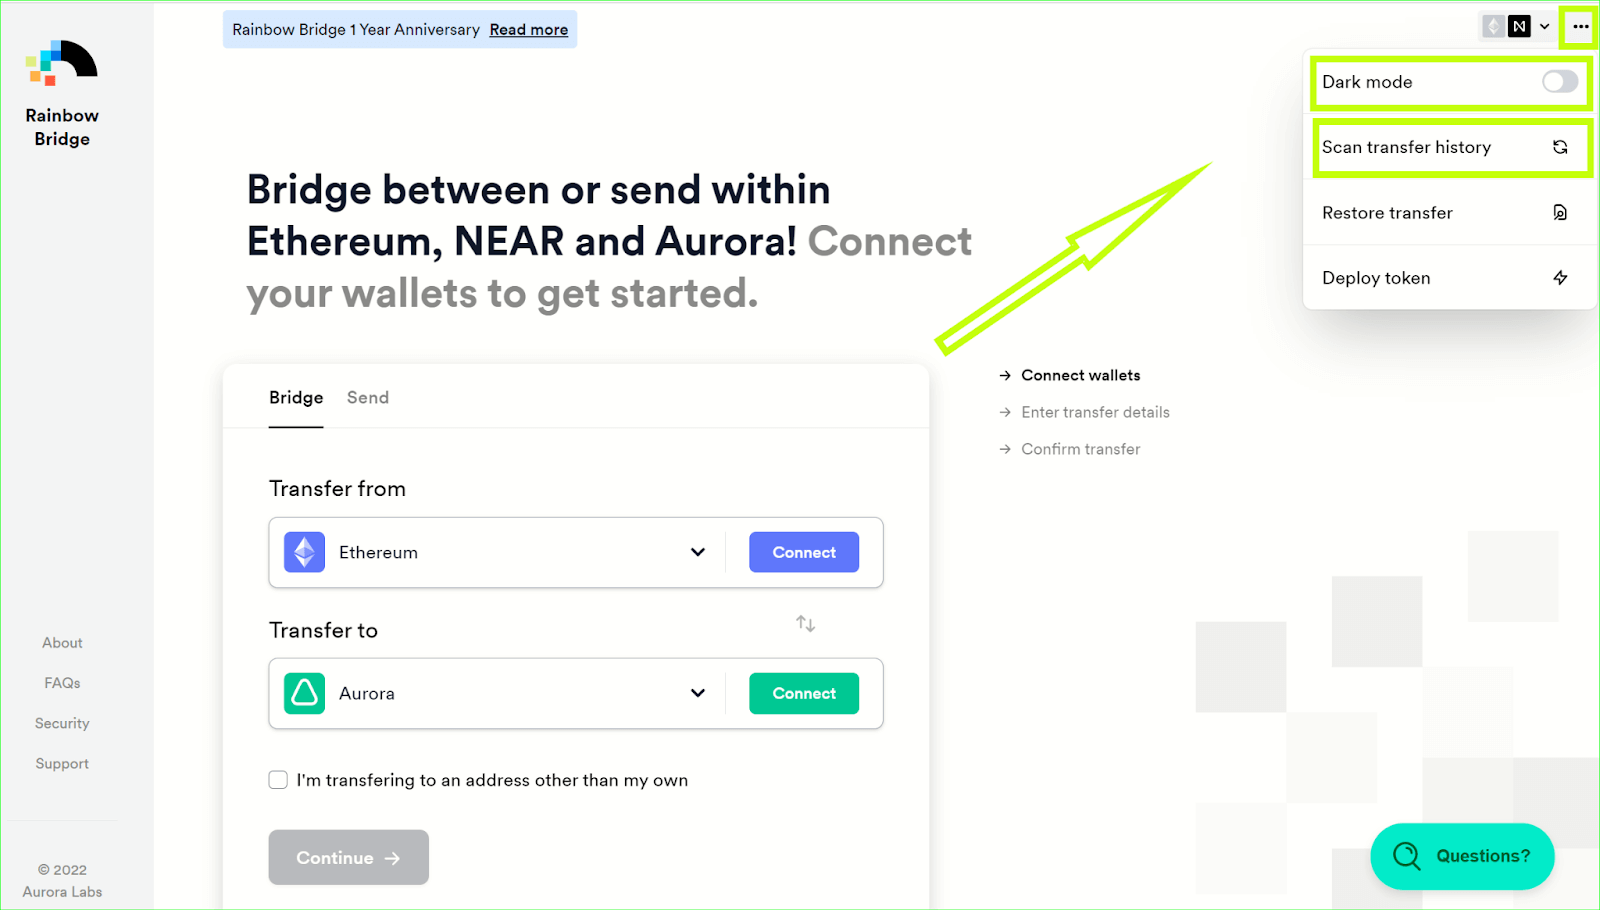 Rainbow
Bridge
Rainbow Bridge 1 Year Anniversary Read more
Dark mode
Scan transfer history
Restore transfer
Deploy token
Bridge between or send within
Ethereum, NEAR and Aurora! Connect
your wallets to get started.
Bridge Send
Transfer from
Ethereum Connect
Transfer to
Aurora Connect
I'm transfering to an address other than my own
Continue
Connect wallets
Enter transfer details
Confirm transfer
About
FAQs
Security
Support
© 2022
Aurora Labs
Questions?